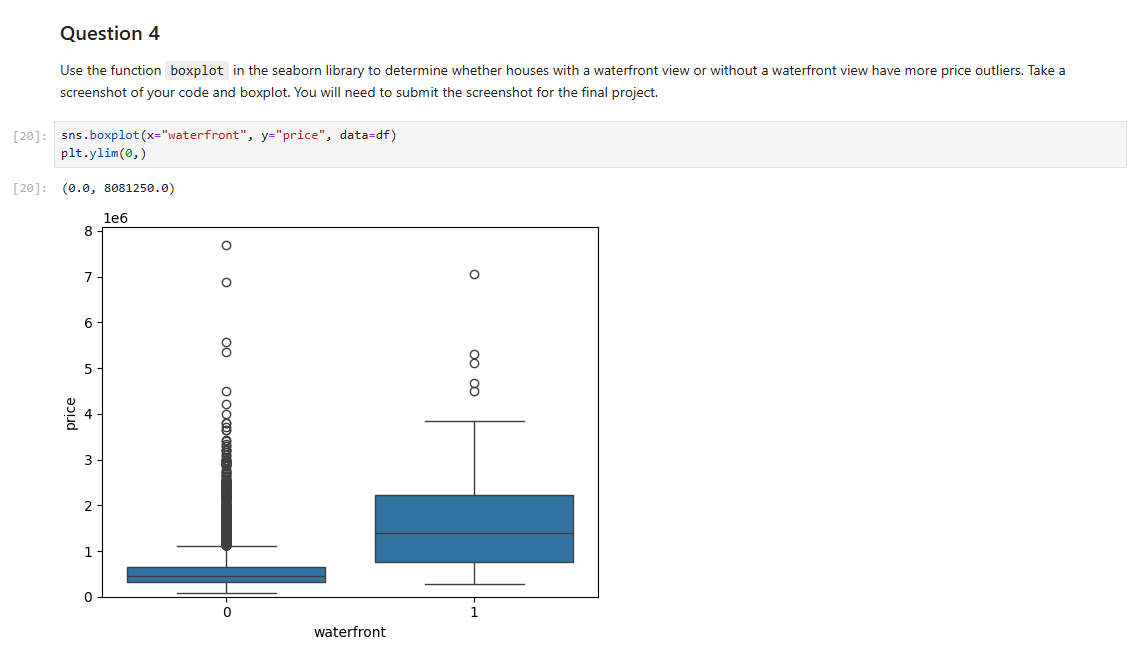 Question 4
Use the function boxplot in the seaborn library to determine whether houses with a waterfront view or without a waterfront view have more price outliers. Take a
screenshot of your code and boxplot. You will need to submit the screenshot for the final project.
[20]: sns.boxplot(x="waterfront", y="price", data=df)
plt.ylim(0,)
[20]: (0.0, 8081250.0)
1e6
8
7
6
5
4
3
2
1
0
price
0 1
waterfront